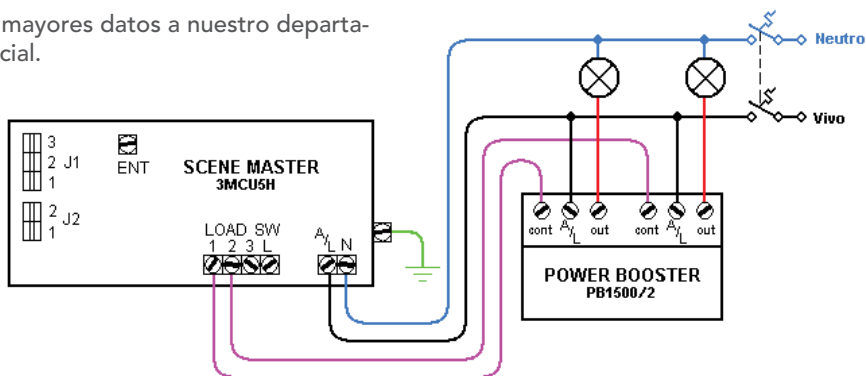 mayores datos a nuestro departa-
cial.
Neutro
Vivo
3
2 J1
1
ENT
SCENE MASTER
3MCU5H
2 J2
1
LOAD SW
1 2 3 L
A/L N
cont A/L out cont A/L out
POWER BOOSTER
PB1500/2